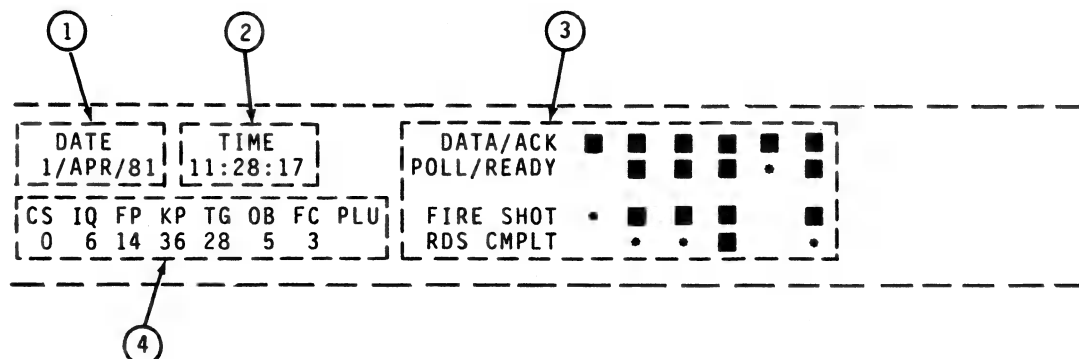 1 2 3
DATE TIME
1/APR/81 11:28:17
CS IQ FP KP TG OB FC PLU
0 6 14 36 28 5 3
DATA/ACK
POLL/READY
FIRE SHOT
RDS CMPLT
4